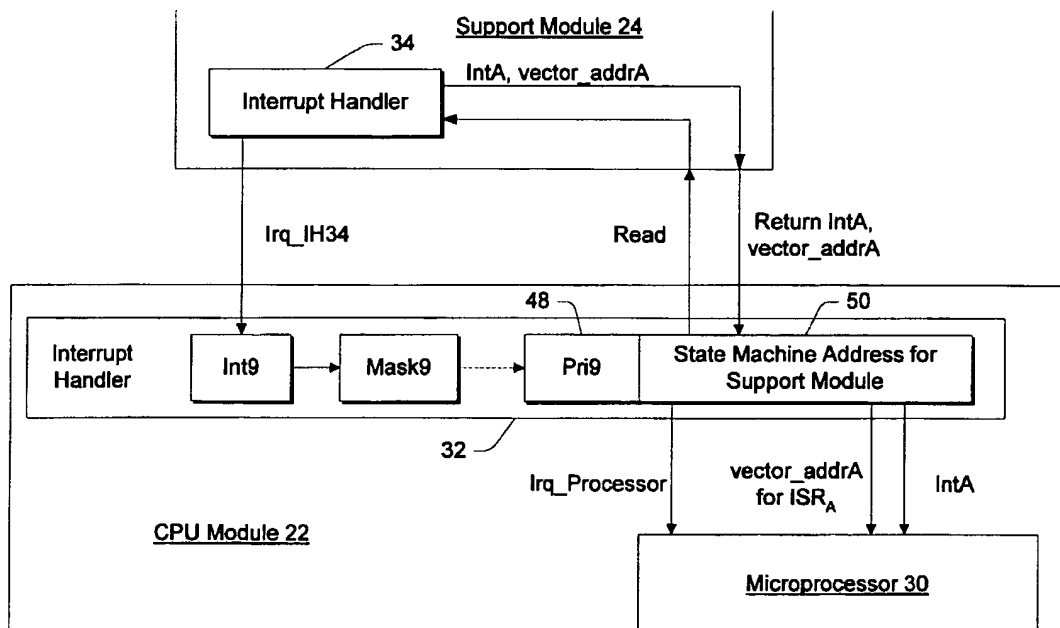 Support Module 24
34
IntA, vector_addrA
Interrupt Handler
Irq_IH34
Read
Return IntA,
vector_addrA
48
50
Interrupt
Handler
Int9
Mask9
Pri9
State Machine Address for
Support Module
32
Irq_Processor
vector_addrA
for ISRA
IntA
CPU Module 22
Microprocessor 30